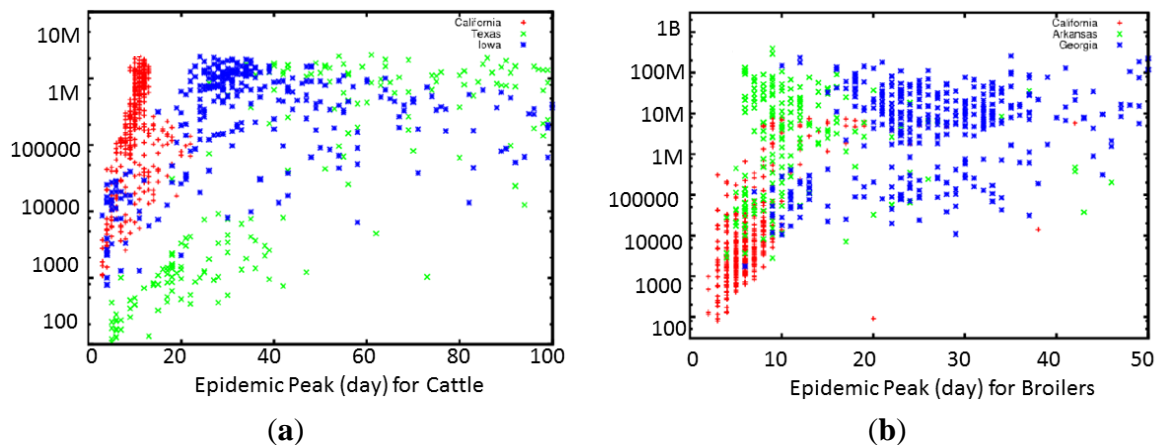 California
Texas
Iowa
10M
1M
100000
10000
1000
100
0 20 40 60 80 100
Epidemic Peak (day) for Cattle
(a)
California
Arkansas
Georgia
1B
100M
10M
1M
100000
10000
1000
100
0 10 20 30 40 50
Epidemic Peak (day) for Broilers
(b)